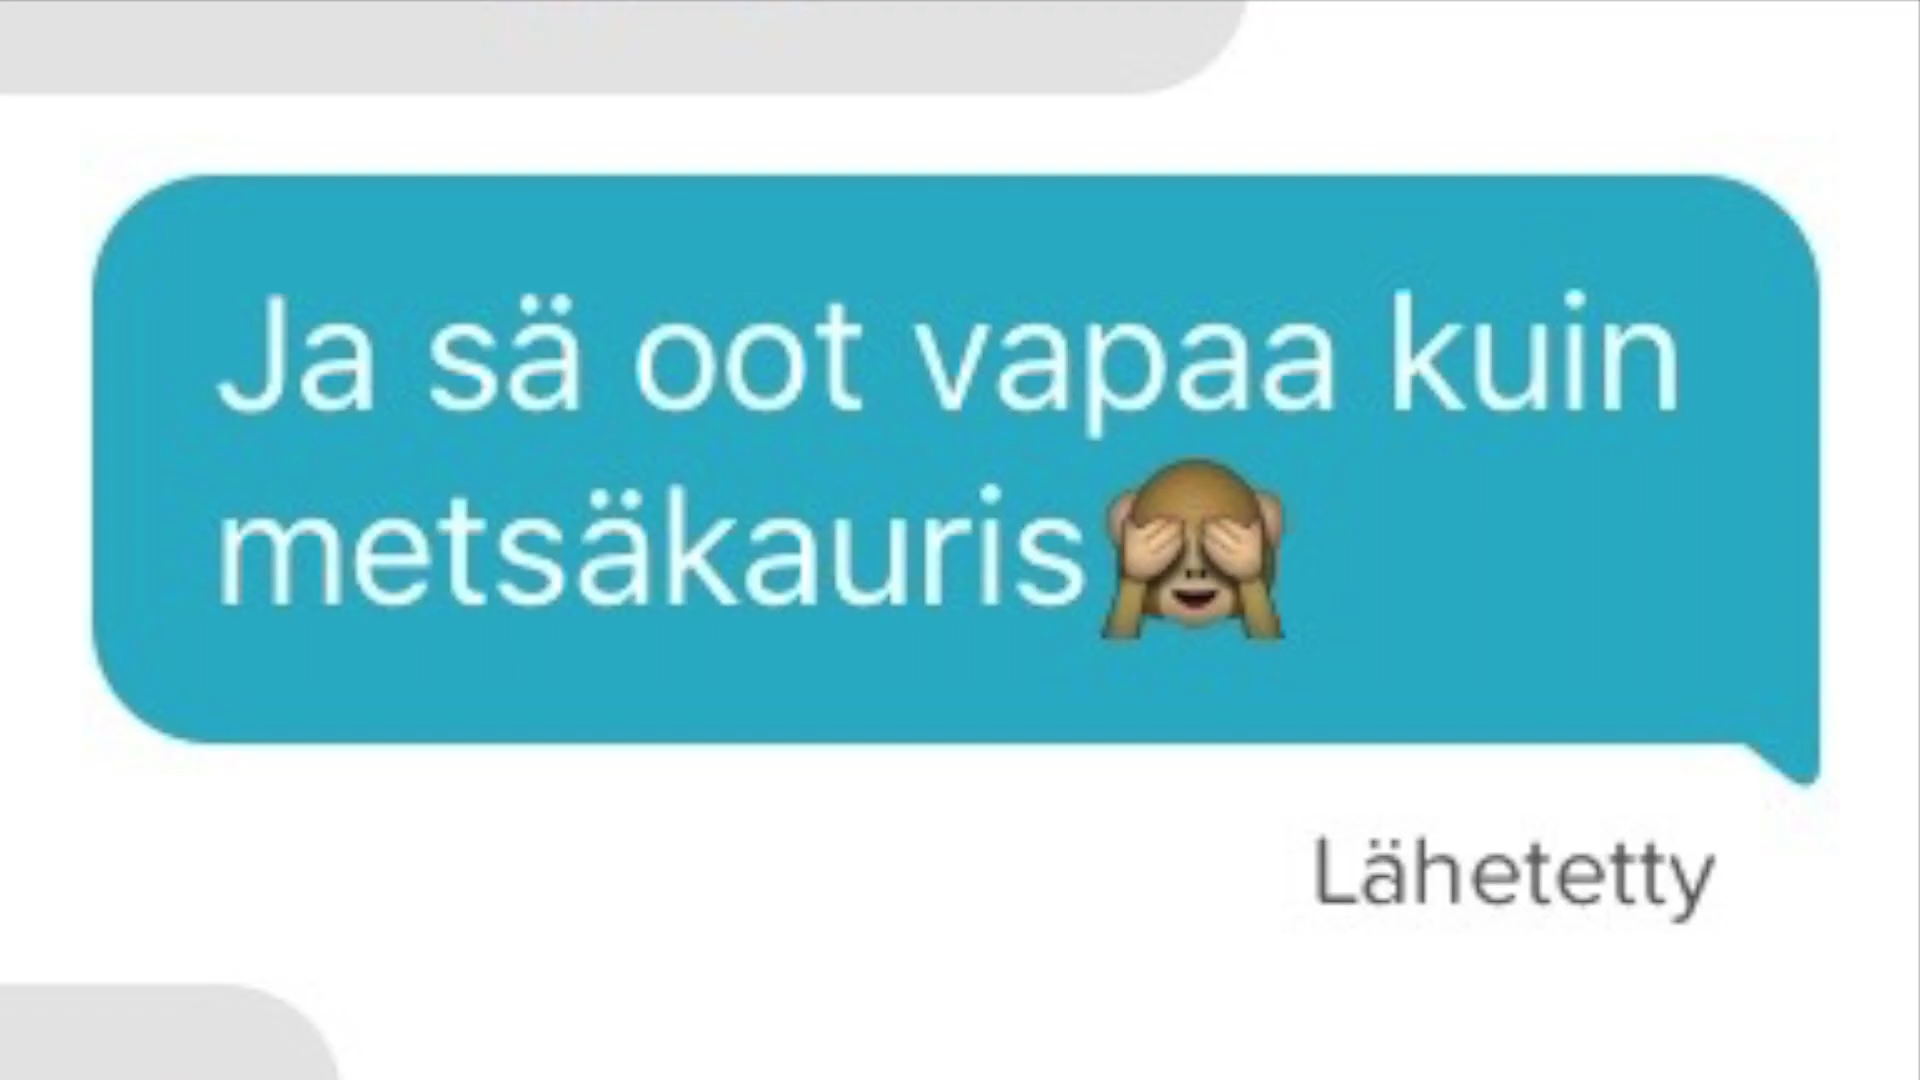 Ja sä oot vapaa kuin
metsäkauris🙈
Lähetetty